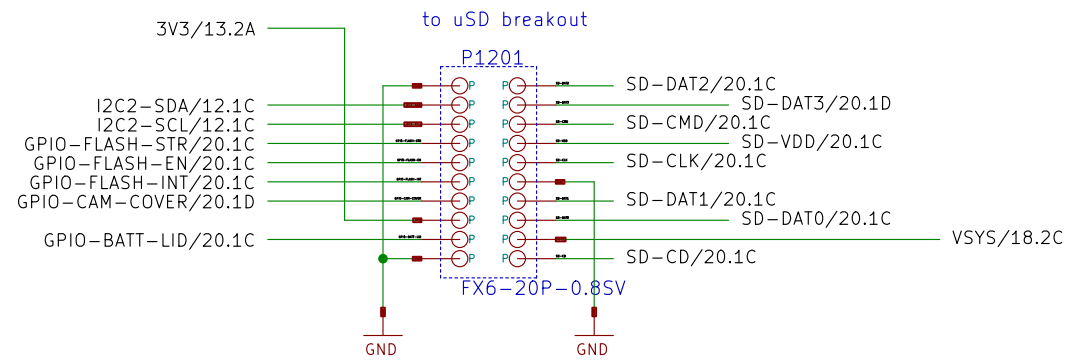 to uSD breakout
3V3/13.2A
P1201
P P SD-DAT2/20.1C
I2C2-SDA/12.1C P P SD-DAT3/20.1D
I2C2-SCL/12.1C P P SD-CMD/20.1C
GPIO-FLASH-STR/20.1C P P SD-VDD/20.1C
GPIO-FLASH-EN/20.1C P P SD-CLK/20.1C
GPIO-FLASH-INT/20.1C P P
GPIO-CAM-COVER/20.1D P P SD-DAT1/20.1C
P P SD-DAT0/20.1C
GPIO-BATT-LID/20.1C P P VSYS/18.2C
P P SD-CD/20.1C
FX6-20P-0.8SV
GND GND